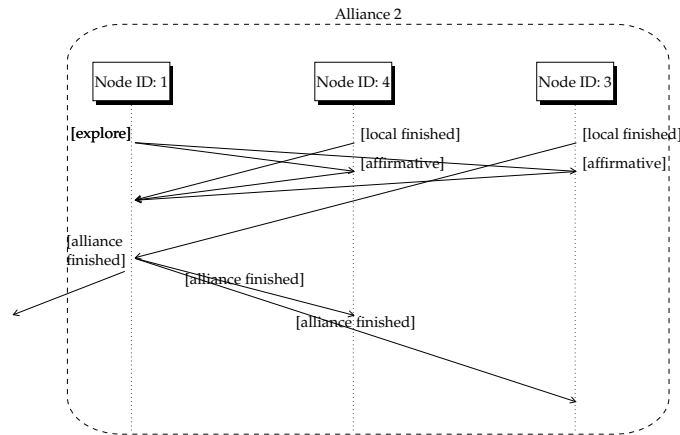 Alliance 2
Node ID: 1
Node ID: 4
Node ID: 3
[explore]
[local finished]
[local finished]
[affirmative]
[affirmative]
[alliance
finished]
[alliance finished]
[alliance finished]